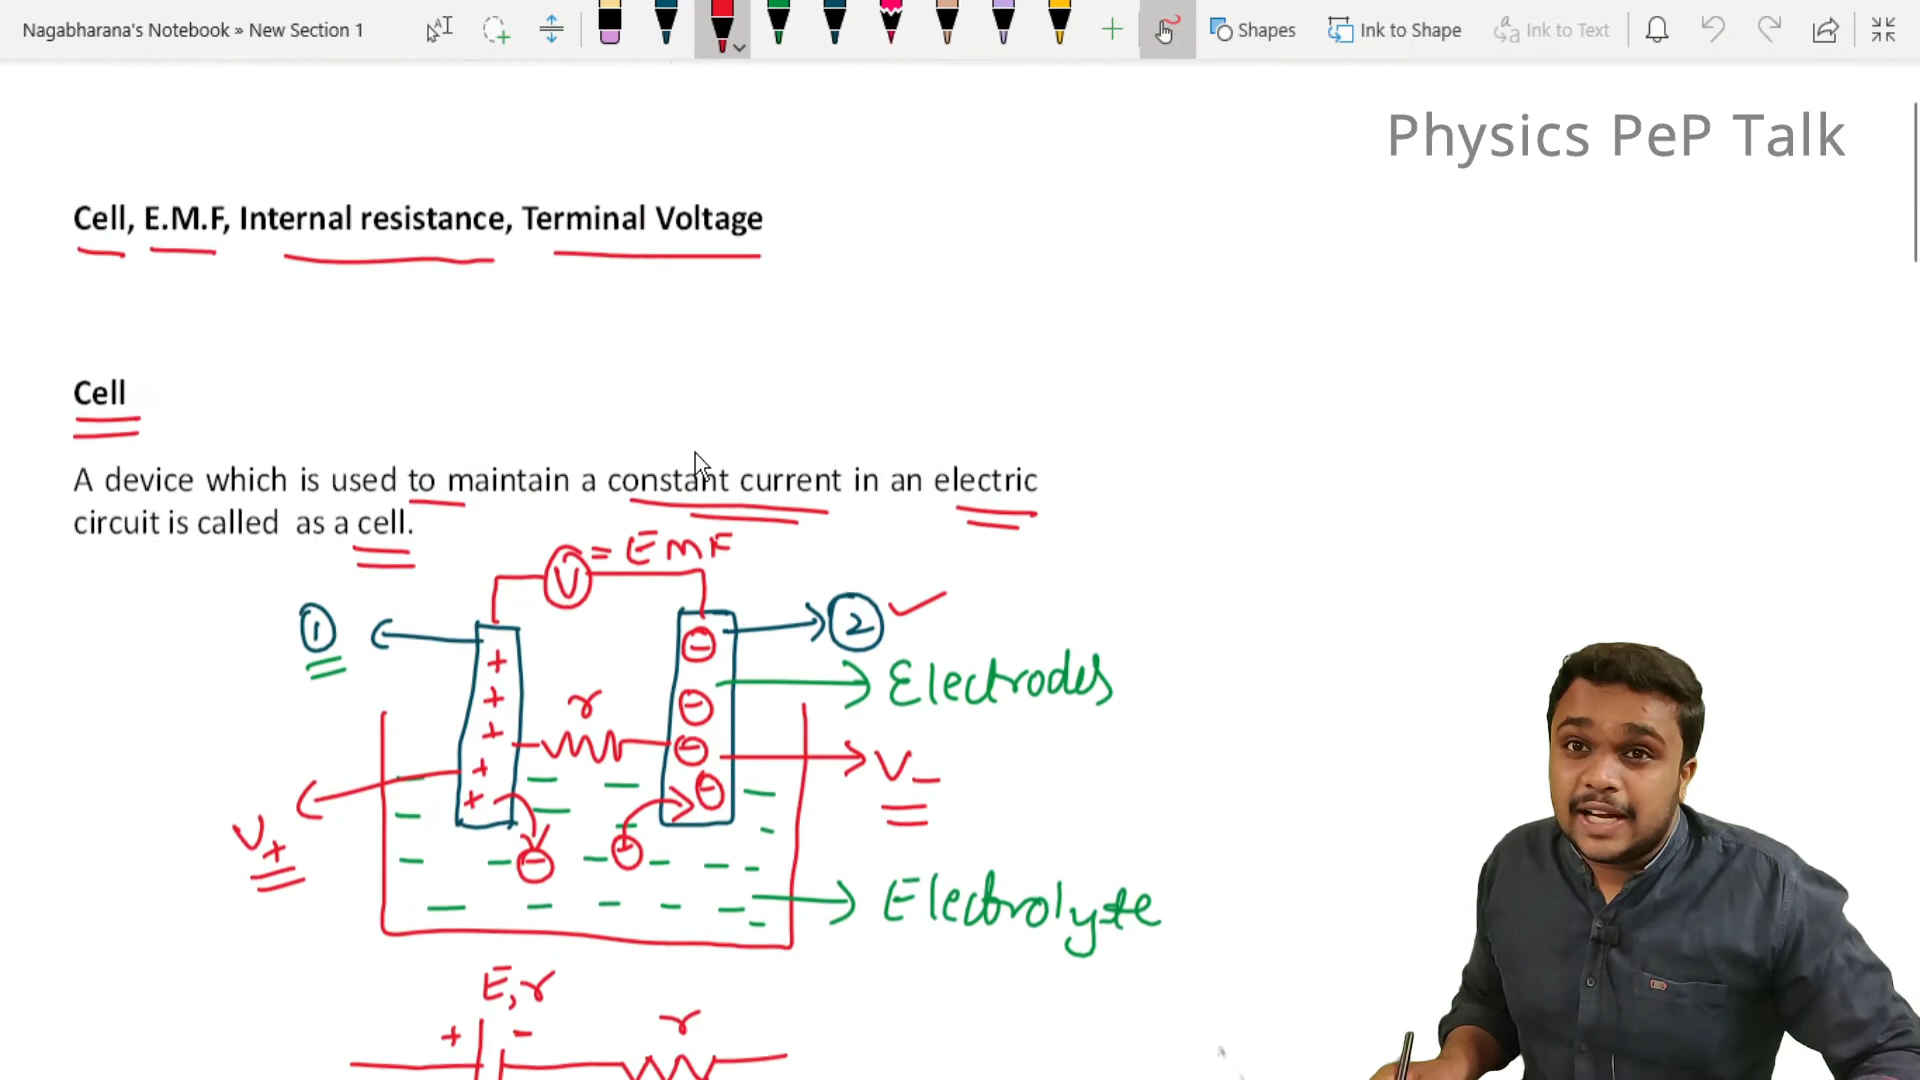 Nagabharana's Notebook » New Section 1
Shapes
Ink to Shape
Ink to Text
Physics PeP Talk
Cell, E.M.F, Internal resistance, Terminal Voltage
Cell
A device which is used to maintain a constant current in an electric
circuit is called as a cell.
V = EMF
1
2
+ + + + +
- - - -
r
Electrodes
V-
V+
- -
Electrolyte
E, r
+ -
r